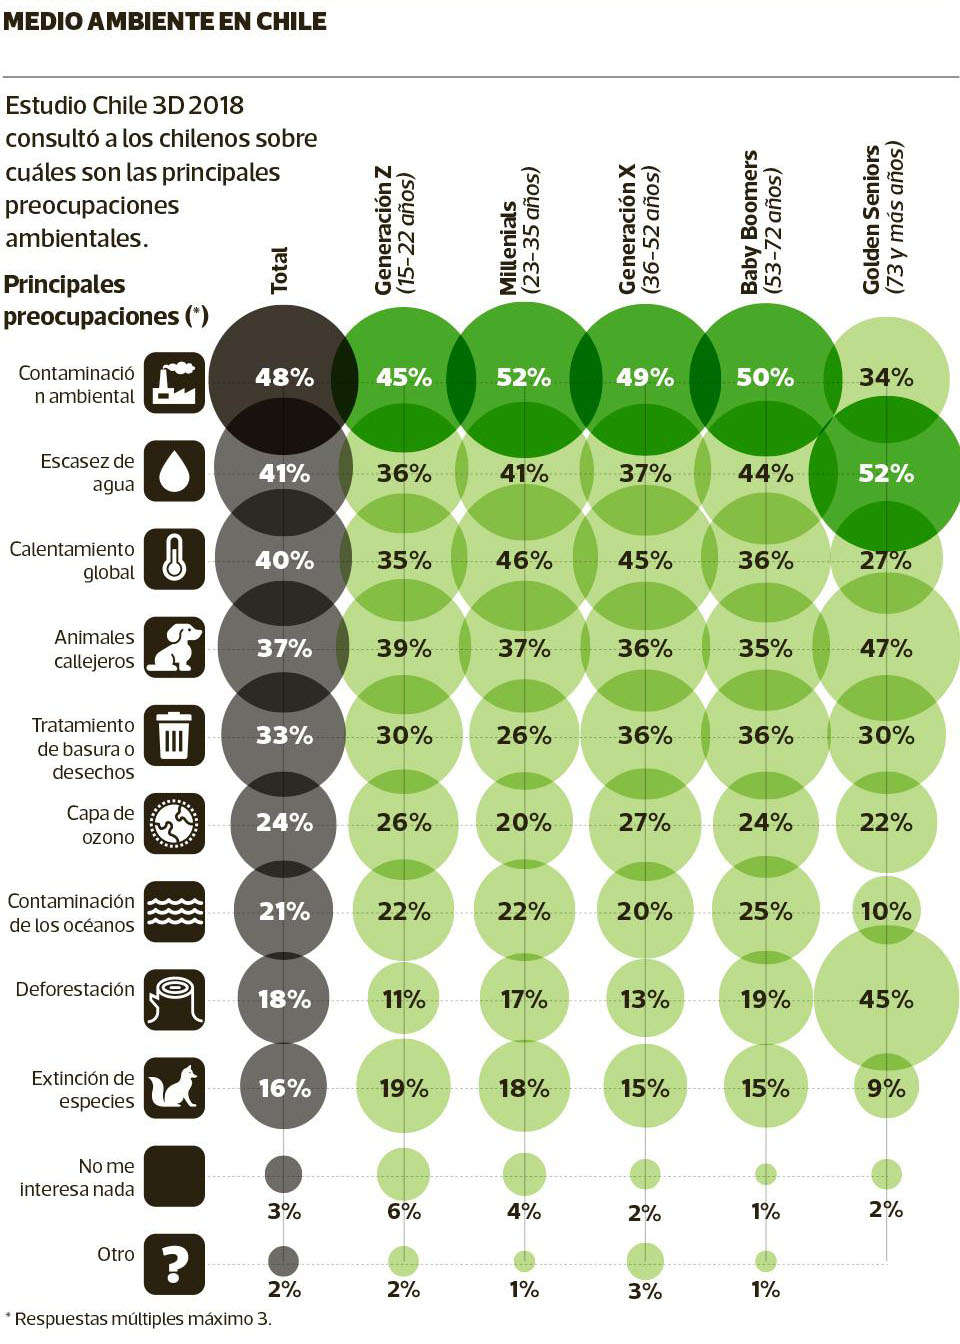 MEDIO AMBIENTE EN CHILE
Estudio Chile 3D 2018
consultó a los chilenos sobre
cuáles son las principales
preocupaciones
ambientales.
Principales
preocupaciones (*)
Total
Generación Z
(15-22 años)
Millenials
(23-35 años)
Generación X
(36-52 años)
Baby Boomers
(53-72 años)
Golden Seniors
(73 y más años)
Contaminació
n ambiental
48% 45% 52% 49% 50% 34%
Escasez de
agua
41% 36% 41% 37% 44% 52%
Calentamiento
global
40% 35% 46% 45% 36% 27%
Animales
callejeros
37% 39% 37% 36% 35% 47%
Tratamiento
de basura o
desechos
33% 30% 26% 36% 36% 30%
Capa de
ozono
24% 26% 20% 27% 24% 22%
Contaminación
de los océanos
21% 22% 22% 20% 25% 10%
Deforestación
18% 11% 17% 13% 19% 45%
Extinción de
especies
16% 19% 18% 15% 15% 9%
No me
interesa nada
3% 6% 4% 2% 1% 2%
Otro
?
2% 2% 1% 3% 1%
* Respuestas múltiples máximo 3.